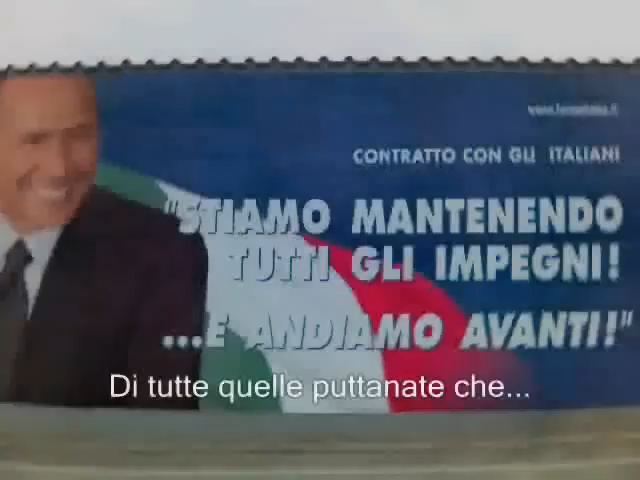 CONTRATTO CON GLI ITALIANI
"STIAMO MANTENENDO
TUTTI GLI IMPEGNI!
...E ANDIAMO AVANTI!"
Di tutte quelle puttanate che...